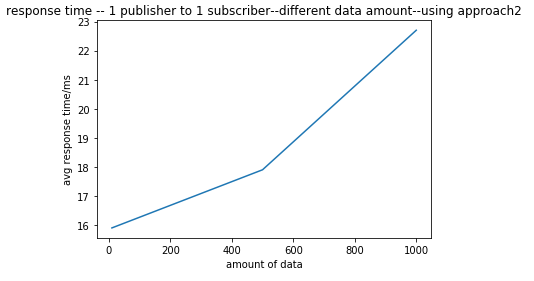 response time -- 1 publisher to 1 subscriber--different data amount--using approach2
23
22
21
20
19
18
17
16
avg response time/ms
0 200 400 600 800 1000
amount of data